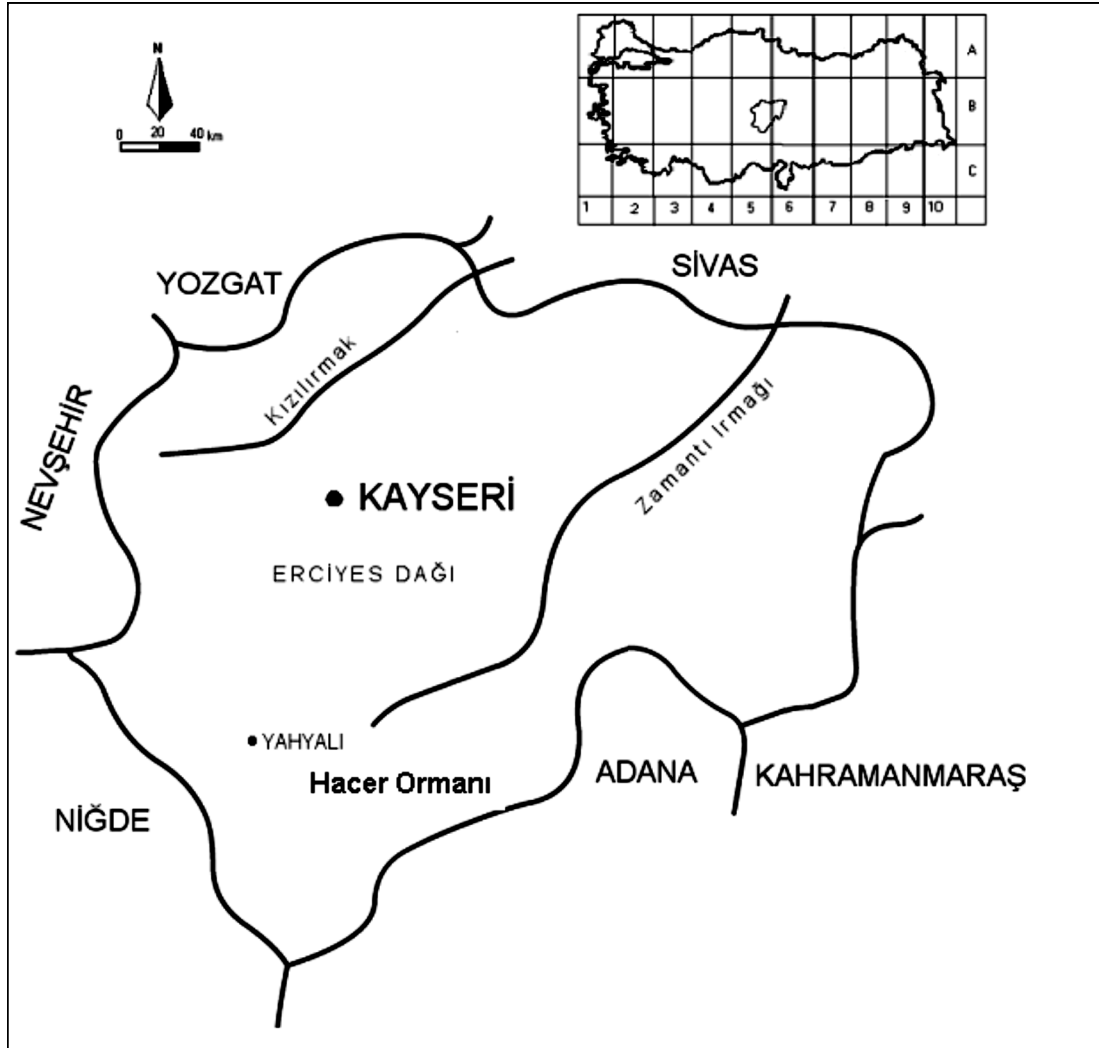 N
0 20 40 km
A
B
C
1 2 3 4 5 6 7 8 9 10
SİVAS
YOZGAT
Kızılırmak
NEVŞEHİR
Zamantı Irmağı
KAYSERİ
ERCİYES DAĞI
YAHYALI
Hacer Ormanı
ADANA
KAHRAMANMARAŞ
NİĞDE